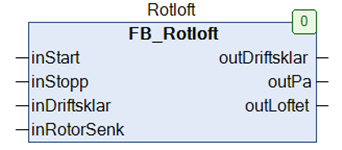 Rotloft
0
FB_Rotloft
inStart outDriftsklar
inStopp outPa
inDriftsklar outLoftet
inRotorSenk